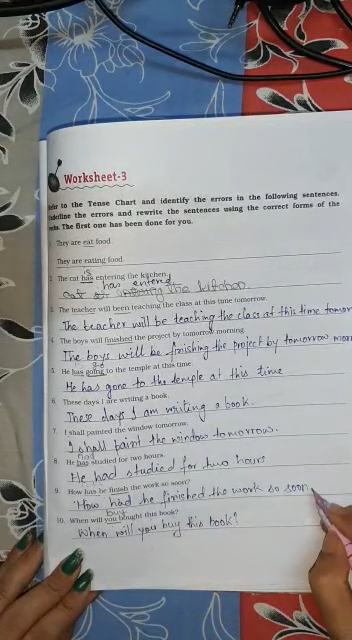 Worksheet-3
Refer to the Tense Chart and identify the errors in the following sentences.
Underline the errors and rewrite the sentences using the correct forms of the
verbs. The first one has been done for you.
1. They are eat food.
They are eating food.
is
2. The cat has entering the kitchen.
has entered
cat the kitchen
3. The teacher will been teaching the class at this time tomorrow.
The teacher will be teaching the class at this time tomor
4. The boys will finished the project by tomorrow morning.
The boys will be finishing the project by tomorrow mor
5. He has going to the temple at this time.
He has gone to the temple at this time
6. These days I are writing a book.
These days I am writing a book.
7. I shall painted the window tomorrow.
I shall paint the window tomorrow.
had
8. He has studied for two hours.
He had studied for two hours
9. How has he finish the work so soon?
How had he finished the work so soon
buy
10. When will you bought this book?
When will you buy this book?